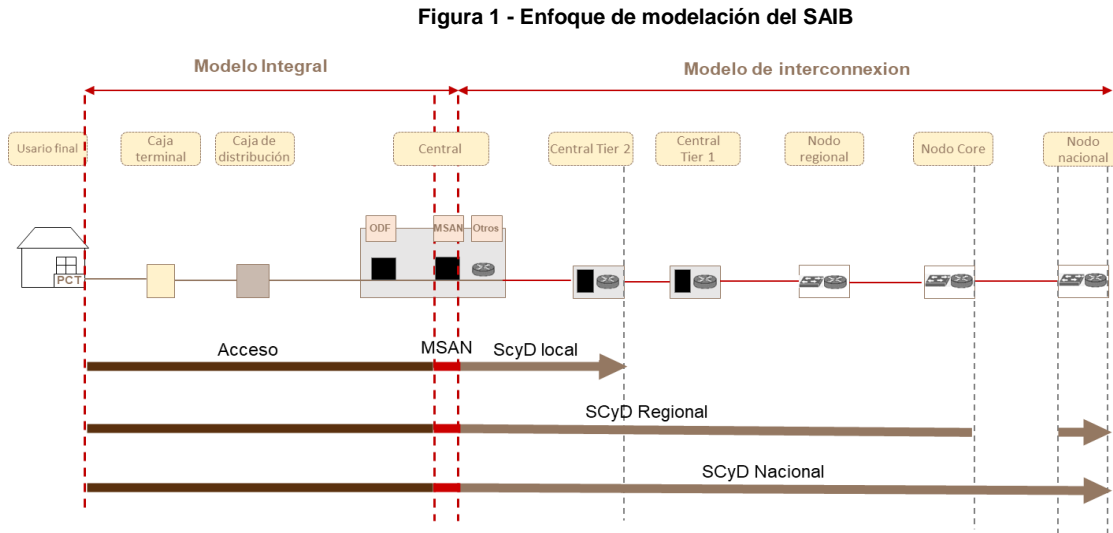 Figura 1 - Enfoque de modelación del SAIB
Modelo Integral
Modelo de interconnexion
Usario final
Caja
terminal
Caja de
distribución
Central
Central Tier 2
Central
Tier 1
Nodo
regional
Nodo Core
Nodo
nacional
ODF
MSAN
Otros
PCT
Acceso
MSAN
ScyD local
SCyD Regional
SCyD Nacional